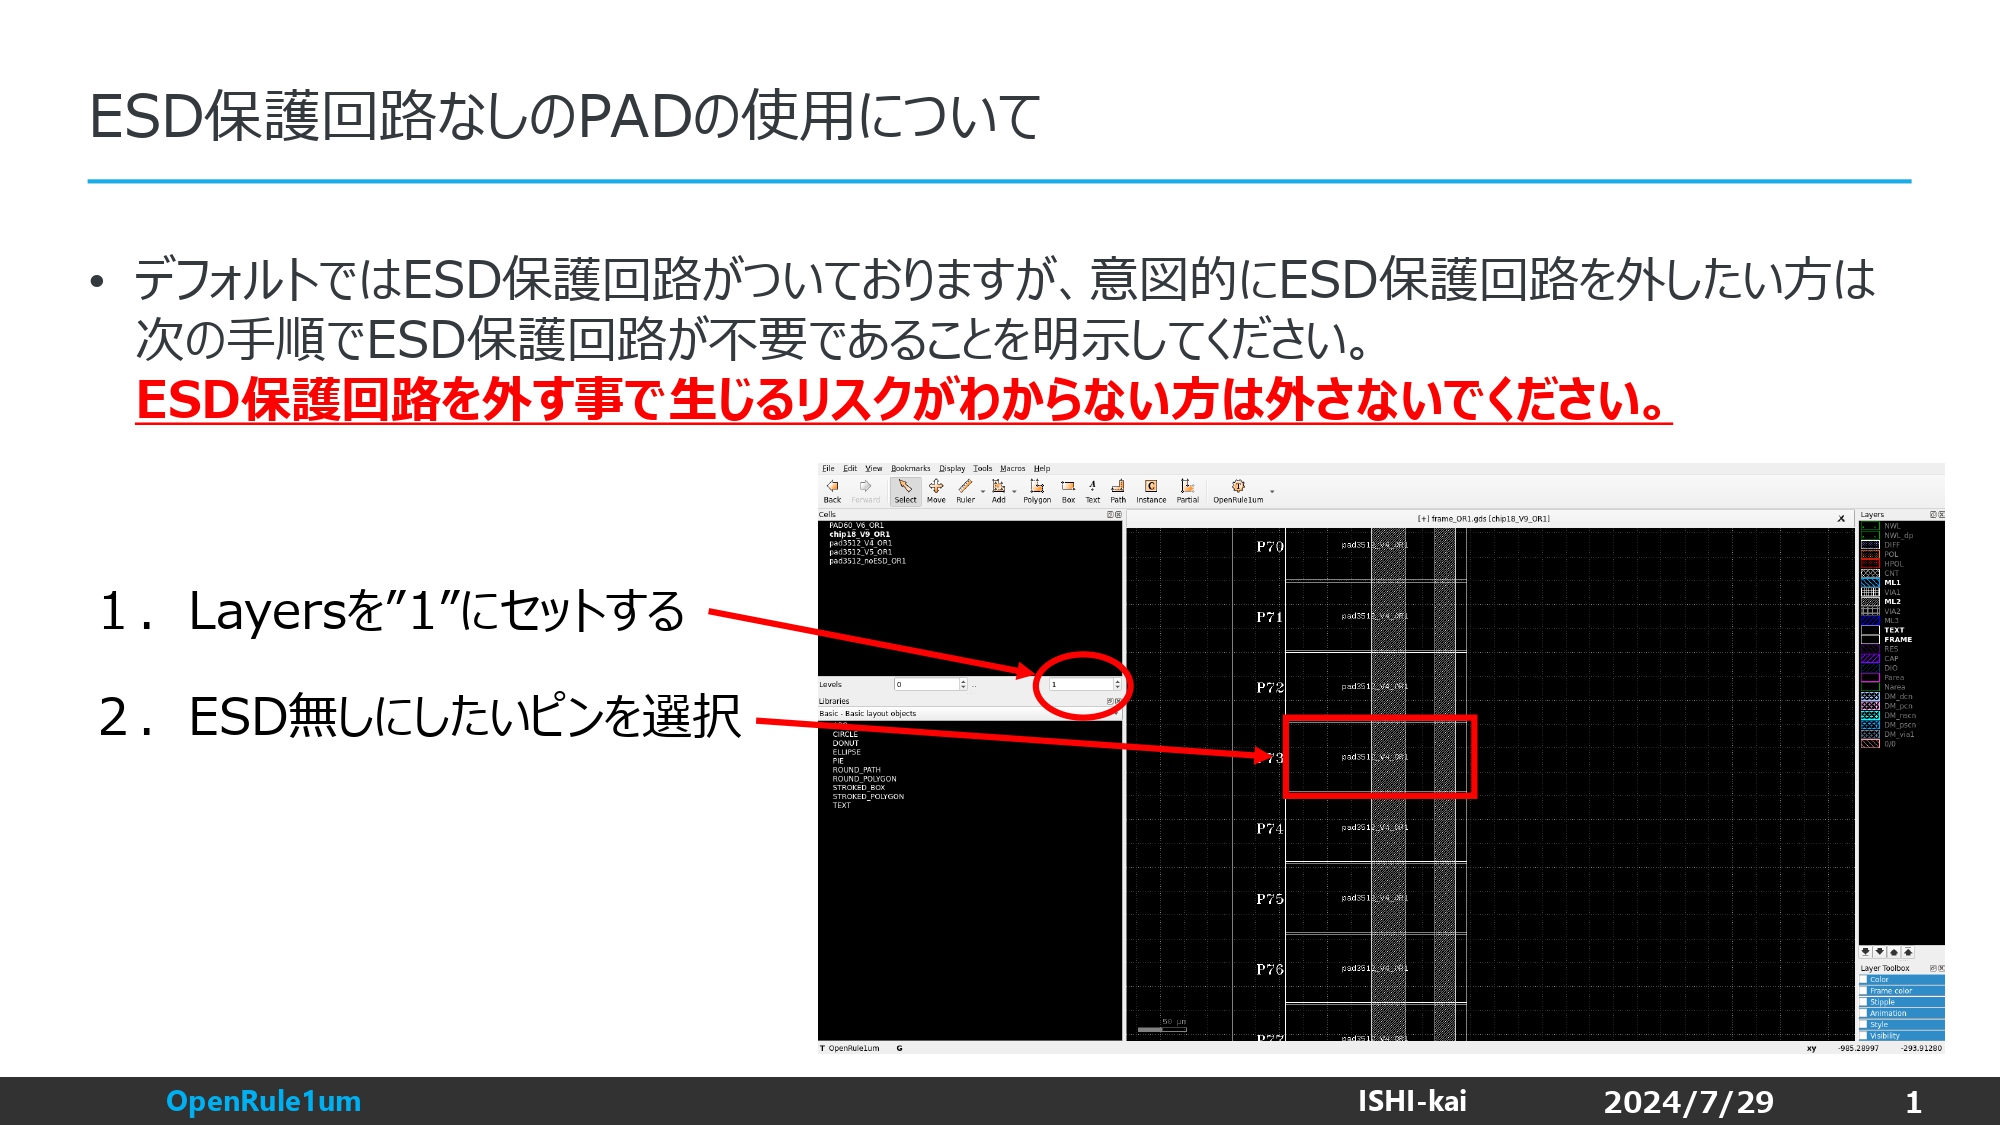 ESD保護回路なしのPADの使用について
• デフォルトではESD保護回路がついておりますが、意図的にESD保護回路を外したい方は
次の手順でESD保護回路が不要であることを明示してください。
ESD保護回路を外す事で生じるリスクがわからない方は外さないでください。
1. Layersを”1”にセットする
2. ESD無しにしたいピンを選択
File Edit View Bookmarks Display Tools Macros Help
Back Forward Select Move Ruler Add Polygon Box Text Path Instance Partial OpenRule1um
Cells
PAD60_V6_OR1
chip18_V9_OR1
pad3512_V4_OR1
pad3512_V5_OR1
pad3512_noESD_OR1
Levels 0 .. 1
Libraries
Basic - Basic layout objects
CIRCLE
DONUT
ELLIPSE
PIE
ROUND_PATH
ROUND_POLYGON
STROKED_BOX
STROKED_POLYGON
TEXT
[+] frame_OR1.gds [chip18_V9_OR1]
P70 pad3512_V4_OR1
P71 pad3512_V4_OR1
P72 pad3512_V4_OR1
P73 pad3512_V4_OR1
P74 pad3512_V4_OR1
P75 pad3512_V4_OR1
P76 pad3512_V4_OR1
P77 pad3512_V4_OR1
50 µm
Layers
NWL
NWL_dp
DIFF
POL
HPOL
CNT
ML1
VIA1
ML2
VIA2
ML3
TEXT
FRAME
RES
CAP
DIO
Parea
Narea
DM_dcn
DM_pcn
DM_nscn
DM_pscn
DM_via1
0/0
Layer Toolbox
Color
Frame color
Stipple
Animation
Style
Visibility
T OpenRule1um G
xy -985.28997 -293.91280
OpenRule1um ISHI-kai 2024/7/29 1